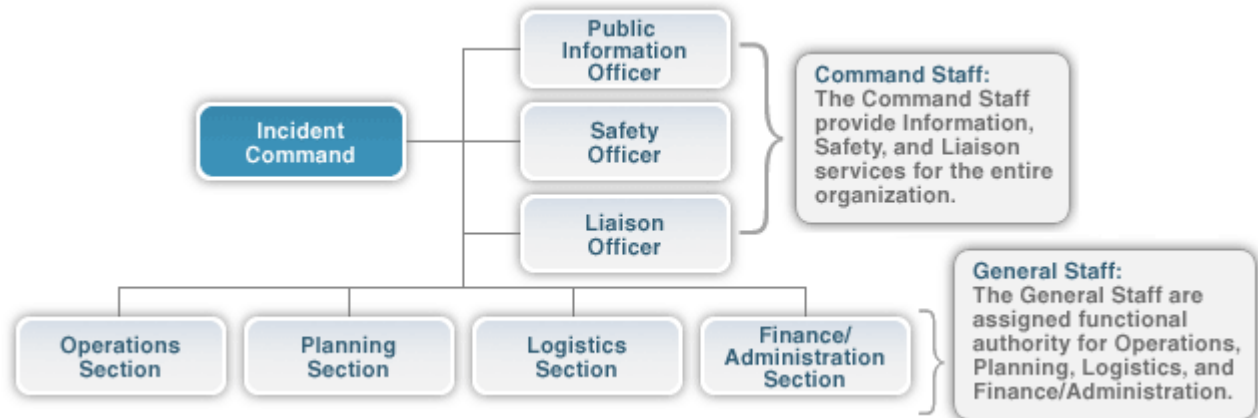 Public
Information
Officer
Incident
Command
Safety
Officer
Liaison
Officer
Command Staff:
The Command Staff
provide Information,
Safety, and Liaison
services for the entire
organization.
Operations
Section
Planning
Section
Logistics
Section
Finance/
Administration
Section
General Staff:
The General Staff are
assigned functional
authority for Operations,
Planning, Logistics, and
Finance/Administration.